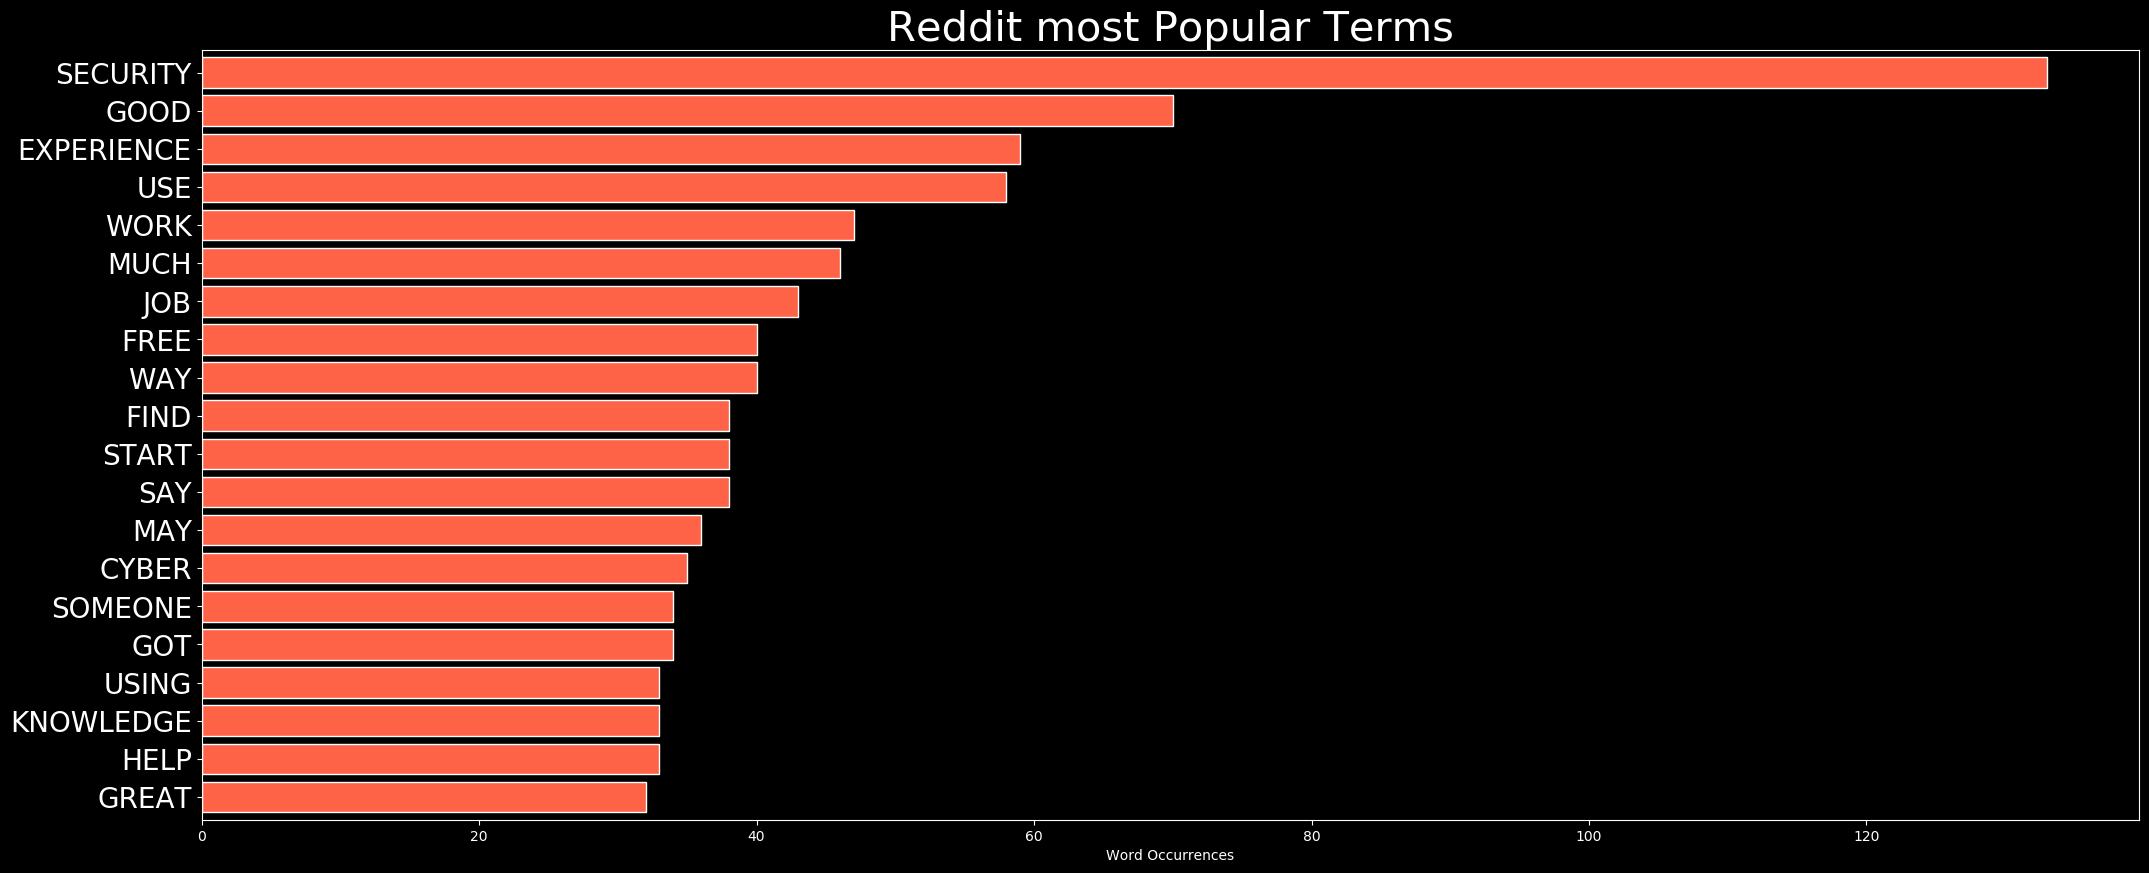 Reddit most Popular Terms
SECURITY
GOOD
EXPERIENCE
USE
WORK
MUCH
JOB
FREE
WAY
FIND
START
SAY
MAY
CYBER
SOMEONE
GOT
USING
KNOWLEDGE
HELP
GREAT
0 20 40 60 80 100 120
Word Occurrences